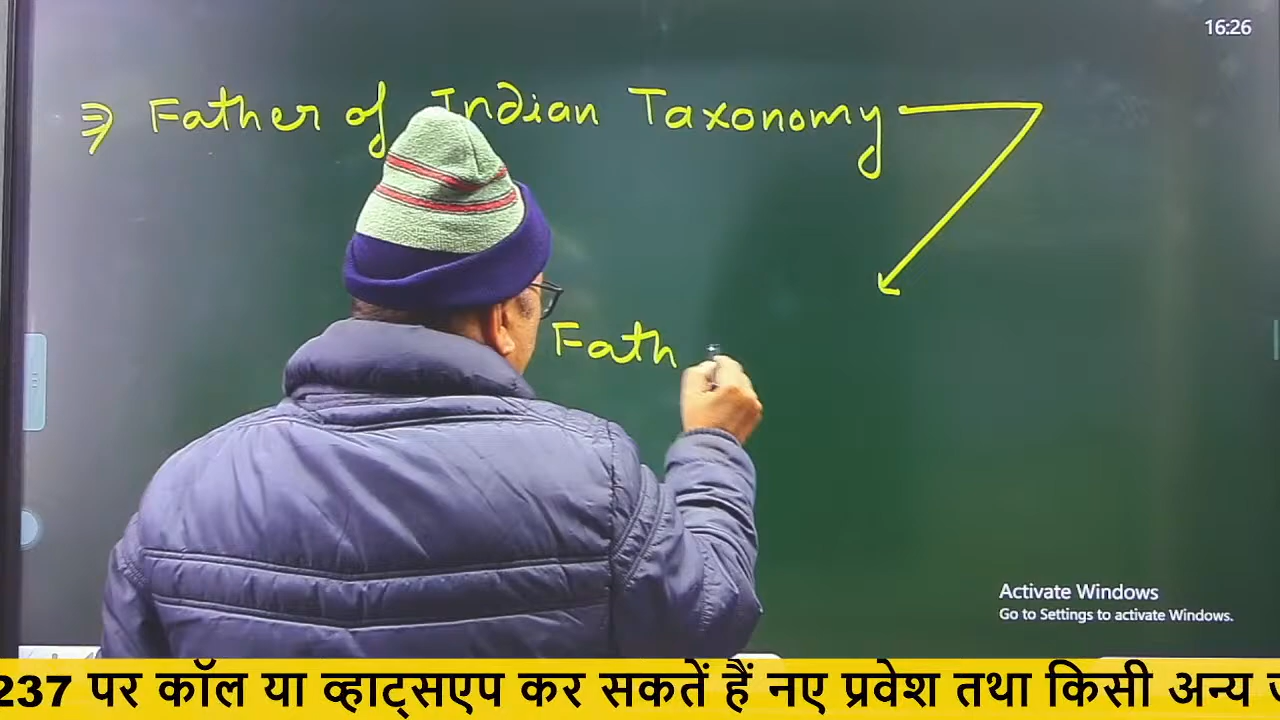 16:26
⇒ Father of Indian Taxonomy
Fath
Activate Windows
Go to Settings to activate Windows.
237 पर कॉल या व्हाट्सएप कर सकतें हैं नए प्रवेश तथा किसी अन्य